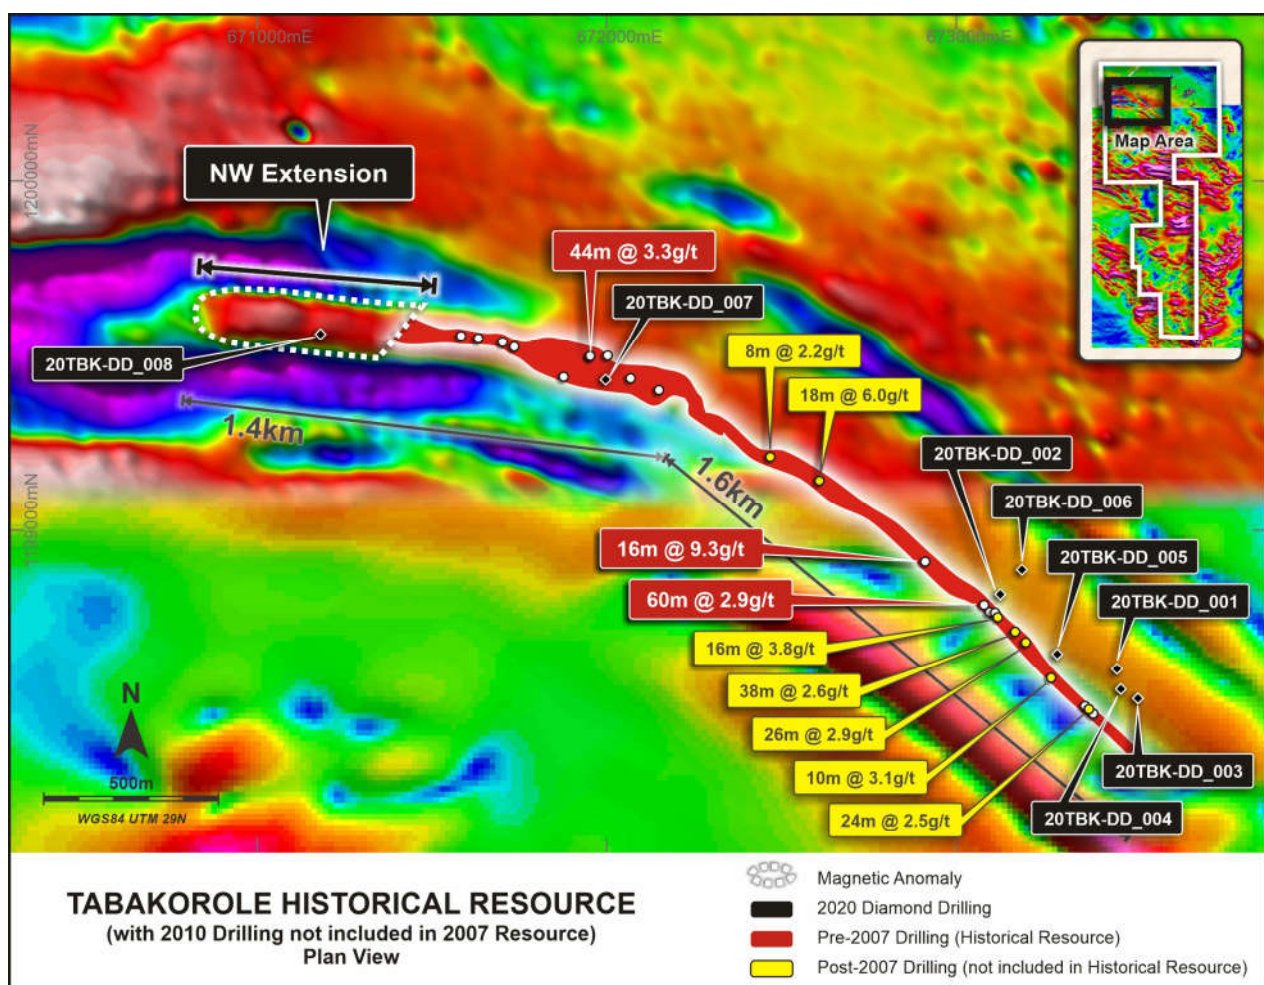 671000mE
672000mE
673000mE
1200000mN
1199000mN
Map Area
NW Extension
44m @ 3.3g/t
20TBK-DD_007
20TBK-DD_008
8m @ 2.2g/t
18m @ 6.0g/t
1.4km
1.6km
20TBK-DD_002
20TBK-DD_006
20TBK-DD_005
20TBK-DD_001
16m @ 9.3g/t
60m @ 2.9g/t
16m @ 3.8g/t
38m @ 2.6g/t
26m @ 2.9g/t
10m @ 3.1g/t
24m @ 2.5g/t
20TBK-DD_003
20TBK-DD_004
N
500m
WGS84 UTM 29N
TABAKOROLE HISTORICAL RESOURCE
(with 2010 Drilling not included in 2007 Resource)
Plan View
Magnetic Anomaly
2020 Diamond Drilling
Pre-2007 Drilling (Historical Resource)
Post-2007 Drilling (not included in Historical Resource)